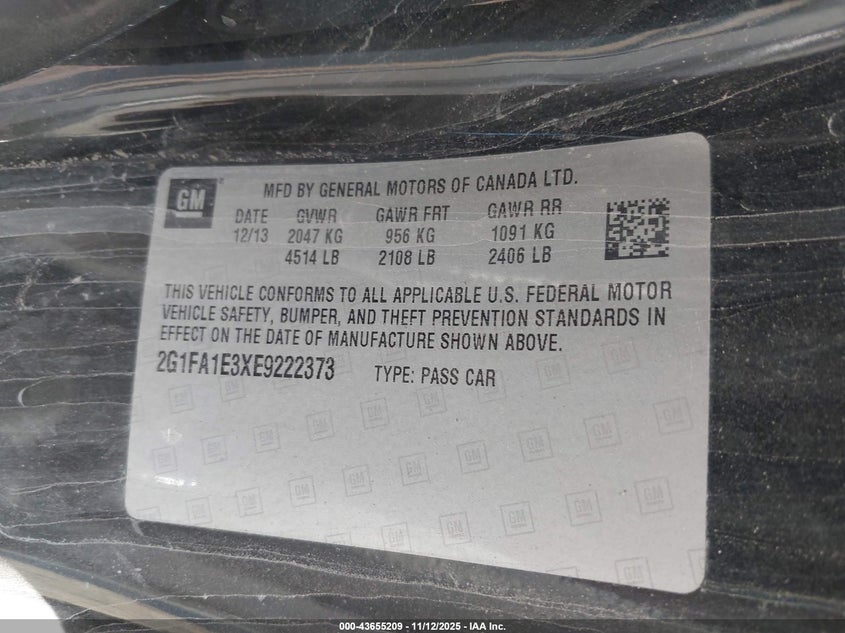 GM
MFD BY GENERAL MOTORS OF CANADA LTD.
DATE GVWR GAWR FRT GAWR RR
12/13 2047 KG 956 KG 1091 KG
4514 LB 2108 LB 2406 LB
THIS VEHICLE CONFORMS TO ALL APPLICABLE U.S. FEDERAL MOTOR
VEHICLE SAFETY, BUMPER, AND THEFT PREVENTION STANDARDS IN
EFFECT ON THE DATE OF MANUFACTURE SHOWN ABOVE.
2G1FA1E3XE9222373 TYPE: PASS CAR
000-43655209 - 11/12/2025 - IAA Inc.